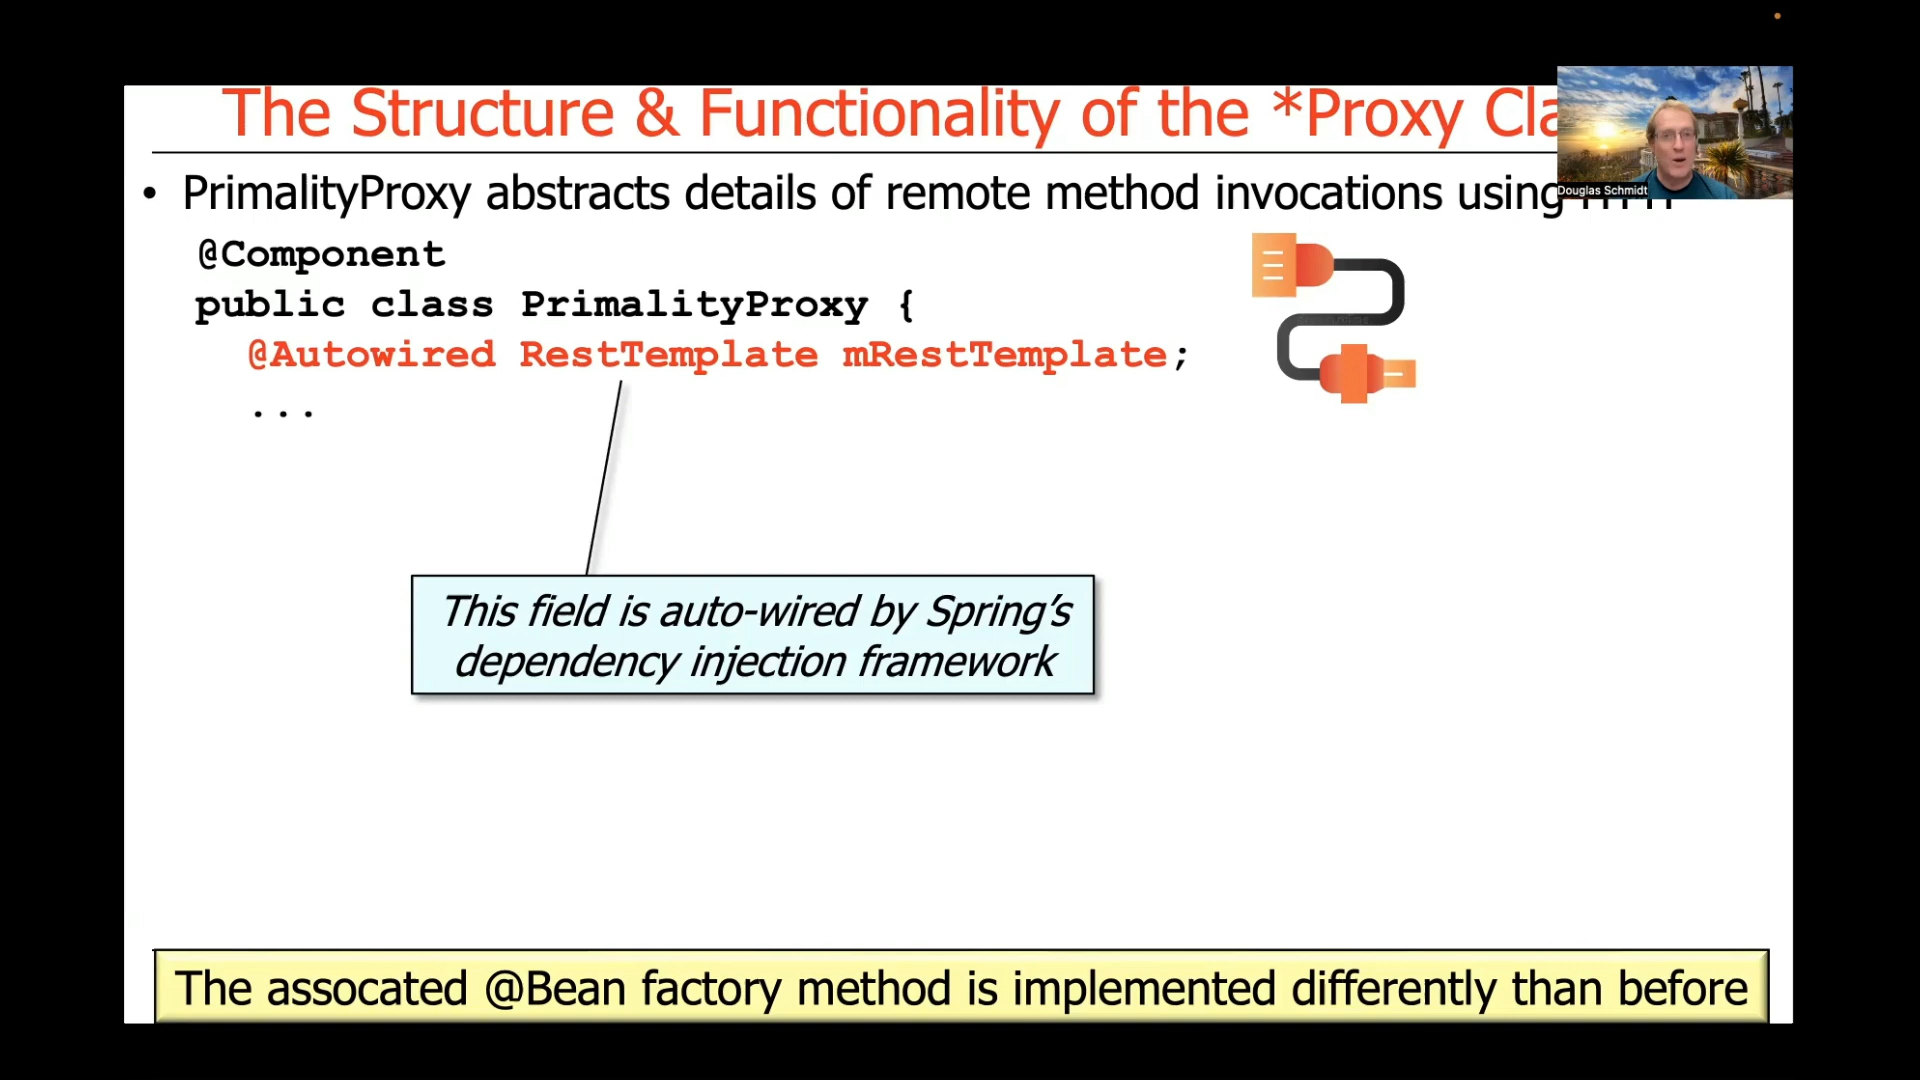 The Structure & Functionality of the *Proxy Cla
Douglas Schmidt
• PrimalityProxy abstracts details of remote method invocations using
@Component
public class PrimalityProxy {
@Autowired RestTemplate mRestTemplate;
...
This field is auto-wired by Spring’s
dependency injection framework
The assocated @Bean factory method is implemented differently than before